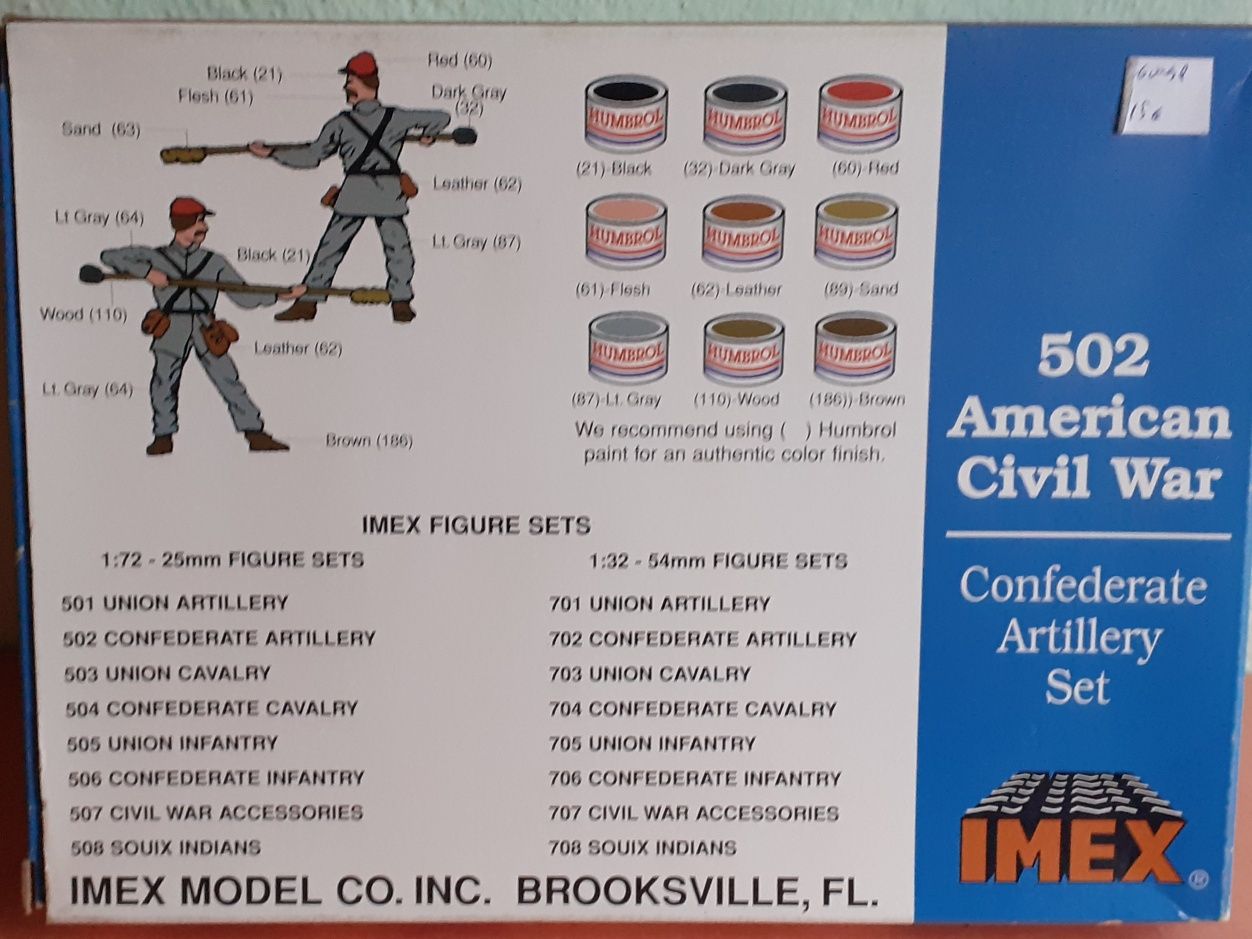 Black (21)
Flesh (61)
Red (60)
Dark Gray
(32)
Sand (63)
Leather (62)
Lt Gray (64)
Black (21)
Lt. Gray (87)
Wood (110)
Leather (62)
Lt. Gray (64)
Brown (186)
HUMBROL HUMBROL HUMBROL
(21)-Black (32)-Dark Gray (60)-Red
HUMBROL HUMBROL HUMBROL
(61)-Flesh (62)-Leather (89)-Sand
HUMBROL HUMBROL HUMBROL
(87)-Lt. Gray (110)-Wood (186))-Brown
We recommend using ( ) Humbrol
paint for an authentic color finish.
IMEX FIGURE SETS
1:72 - 25mm FIGURE SETS
501 UNION ARTILLERY
502 CONFEDERATE ARTILLERY
503 UNION CAVALRY
504 CONFEDERATE CAVALRY
505 UNION INFANTRY
506 CONFEDERATE INFANTRY
507 CIVIL WAR ACCESSORIES
508 SOUIX INDIANS
1:32 - 54mm FIGURE SETS
701 UNION ARTILLERY
702 CONFEDERATE ARTILLERY
703 UNION CAVALRY
704 CONFEDERATE CAVALRY
705 UNION INFANTRY
706 CONFEDERATE INFANTRY
707 CIVIL WAR ACCESSORIES
708 SOUIX INDIANS
IMEX MODEL CO. INC. BROOKSVILLE, FL.
15€
502
American
Civil War
Confederate
Artillery
Set
IMEX®